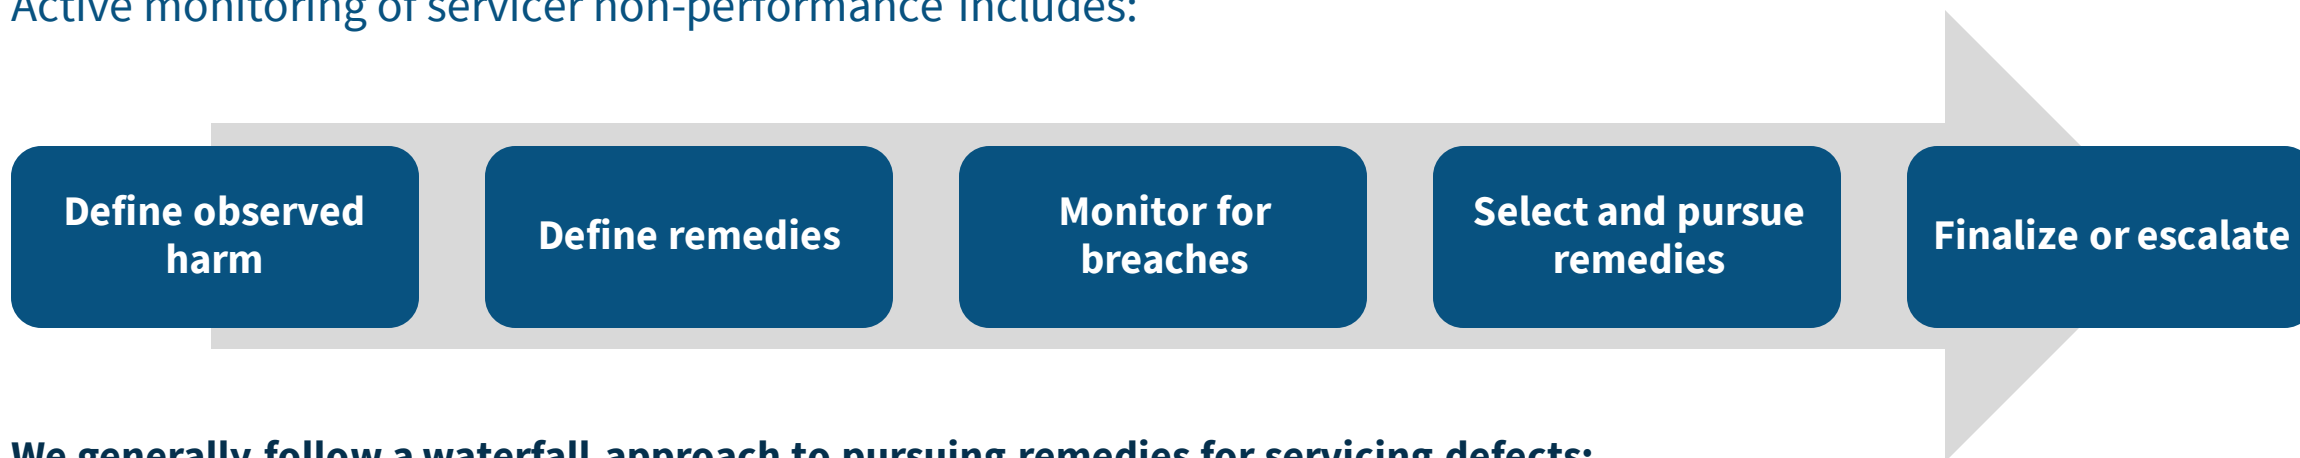 Active monitoring of servicer non-performance includes:
Define observed
harm
Define remedies
Monitor for
breaches
Select and pursue
remedies
Finalize or escalate
We generally follow a waterfall approach to pursuing remedies for servicing defects: